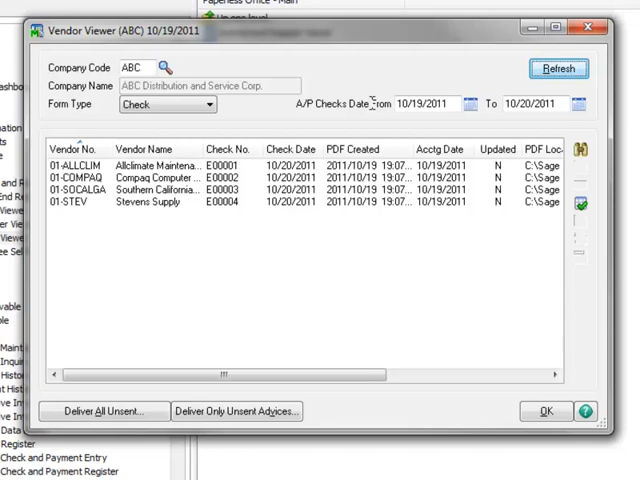 Paperless Office - Main
Up one level
Vendor Viewer (ABC) 10/19/2011
Company Code ABC
Company Name ABC Distribution and Service Corp.
Form Type Check A/P Checks Date From 10/19/2011 To 10/20/2011
Refresh
Vendor No. Vendor Name Check No. Check Date PDF Created Acctg Date Updated PDF Loc
01-ALLCLIM Allclimate Maintena... E00001 10/20/2011 2011/10/19 19:07... 10/19/2011 N C:\Sage
01-COMPAQ Compaq Computer ... E00002 10/20/2011 2011/10/19 19:07... 10/19/2011 N C:\Sage
01-SOCALGA Southern California... E00003 10/20/2011 2011/10/19 19:07... 10/19/2011 N C:\Sage
01-STEV Stevens Supply E00004 10/20/2011 2011/10/19 19:07... 10/19/2011 N C:\Sage
Deliver All Unsent... Deliver Only Unsent Advices... OK
Register
Check and Payment Entry
Check and Payment Register